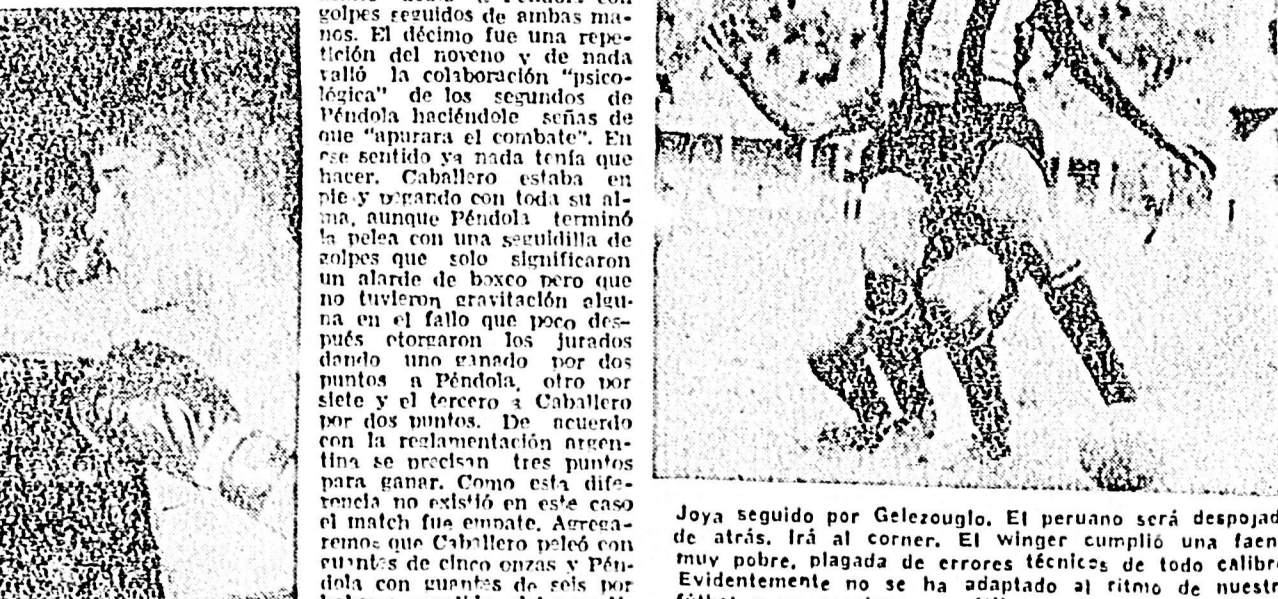 golpes seguidos de ambas ma-
nos. El décimo fue una repe-
tición del noveno y de nada
valió la colaboración "psico-
lógica" de los segundos de
Péndola haciéndole señas de
que "apurara el combate". En
ese sentido ya nada tenía que
hacer. Caballero estaba en
pie y pegando con toda su al-
ma, aunque Péndola terminó
la pelea con una seguidilla de
golpes que solo significaron
un alarde de boxeo pero que
no tuvieron gravitación algu-
na en el fallo que poco des-
pués otorgaron los jurados
dando uno ganado por dos
puntos a Péndola, otro por
siete y el tercero a Caballero
por dos puntos. De acuerdo
con la reglamentación argen-
tina se precisan tres puntos
para ganar. Como esta dife-
rencia no existió en este caso
el match fue empate. Agrega-
remos que Caballero peleó con
guantes de cinco onzas y Pén-
dola con guantes de seis por
Joya seguido por Gelezouglo. El peruano será despojad
de atrás. Irá al corner. El winger cumplió una faen
muy pobre, plagada de errores técnicos de todo calibre
Evidentemente no se ha adaptado al ritmo de nuestr